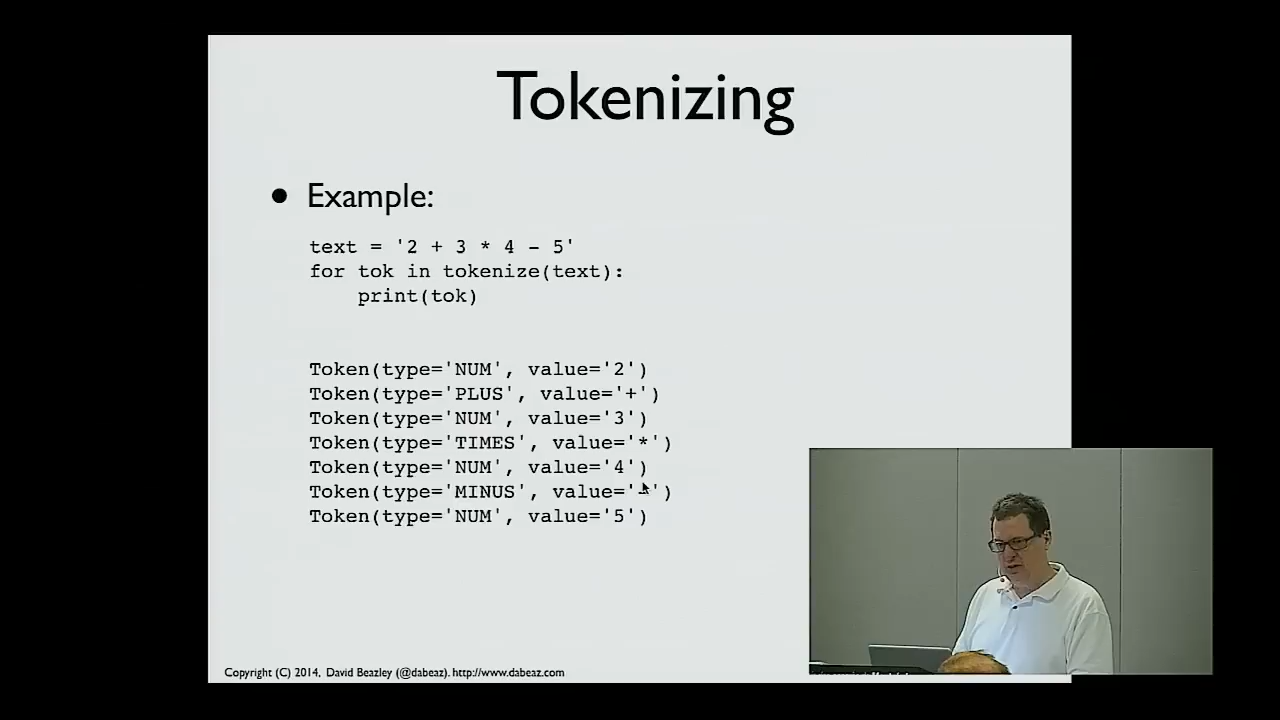 Tokenizing
• Example:
text = '2 + 3 * 4 - 5'
for tok in tokenize(text):
    print(tok)
Token(type='NUM', value='2')
Token(type='PLUS', value='+')
Token(type='NUM', value='3')
Token(type='TIMES', value='*')
Token(type='NUM', value='4')
Token(type='MINUS', value='-')
Token(type='NUM', value='5')
Copyright (C) 2014, David Beazley (@dabeaz). http://www.dabeaz.com